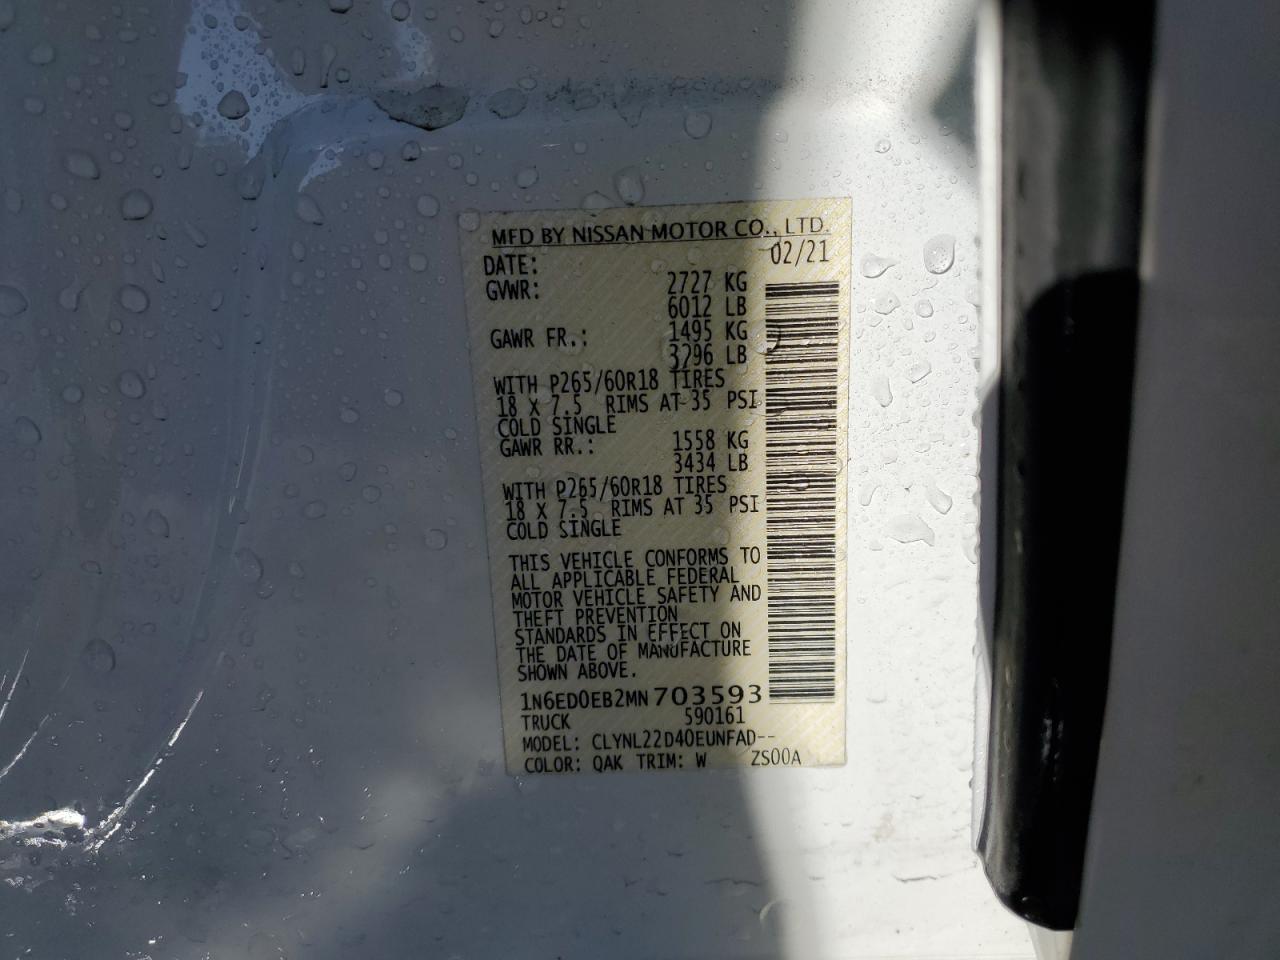 MFD BY NISSAN MOTOR CO., LTD.
DATE: 02/21
GVWR: 2727 KG
6012 LB
GAWR FR.: 1495 KG
3296 LB
WITH P265/60R18 TIRES
18 X 7.5 RIMS AT 35 PSI
COLD SINGLE
GAWR RR.: 1558 KG
3434 LB
WITH P265/60R18 TIRES
18 X 7.5 RIMS AT 35 PSI
COLD SINGLE
THIS VEHICLE CONFORMS TO
ALL APPLICABLE FEDERAL
MOTOR VEHICLE SAFETY AND
THEFT PREVENTION
STANDARDS IN EFFECT ON
THE DATE OF MANUFACTURE
SHOWN ABOVE.
1N6ED0EB2MN703593
TRUCK 590161
MODEL: CLYNL22D40EUNFAD--
COLOR: QAK TRIM: W ZS00A